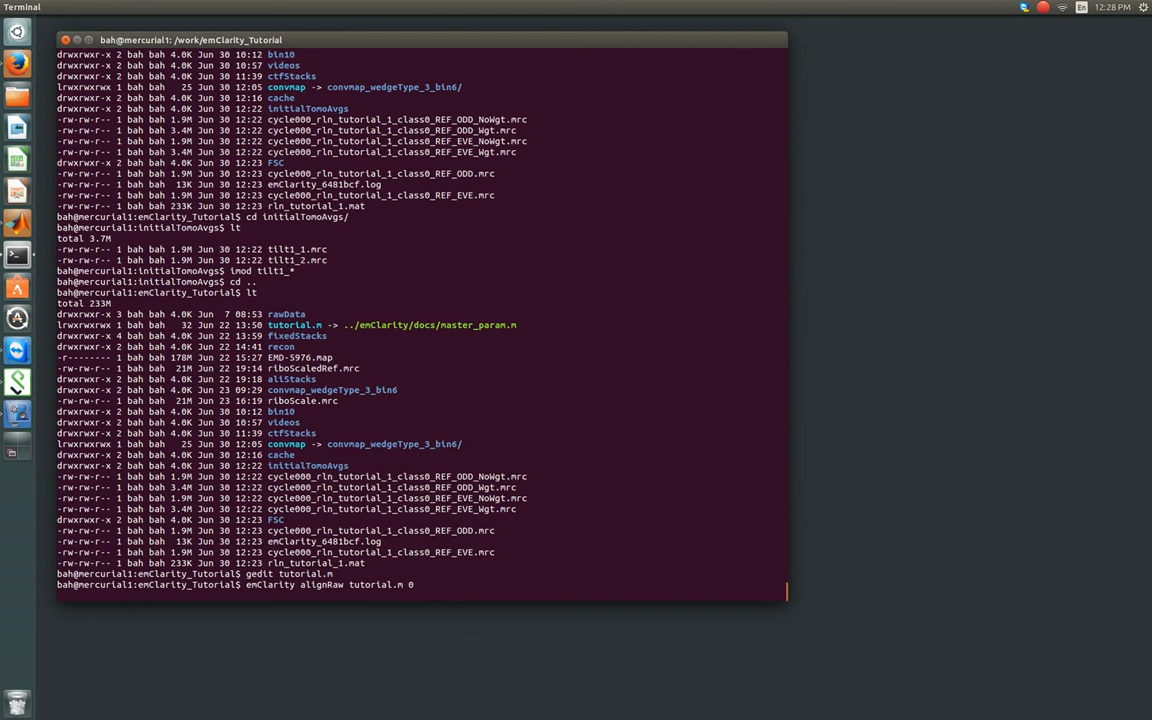 Terminal
En
12:28 PM
bah@mercurial1: /work/emClarity_Tutorial
drwxrwxr-x 2 bah bah 4.0K Jun 30 10:12 bin10
drwxrwxr-x 2 bah bah 4.0K Jun 30 10:57 videos
drwxrwxr-x 2 bah bah 4.0K Jun 30 11:39 ctfStacks
lrwxrwxrwx 1 bah bah   25 Jun 30 12:05 convmap -> convmap_wedgeType_3_bin6/
drwxrwxr-x 2 bah bah 4.0K Jun 30 12:16 cache
drwxrwxr-x 2 bah bah 4.0K Jun 30 12:22 initialTomoAvgs
-rw-rw-r-- 1 bah bah 1.9M Jun 30 12:22 cycle000_rln_tutorial_1_class0_REF_ODD_NoWgt.mrc
-rw-rw-r-- 1 bah bah 3.4M Jun 30 12:22 cycle000_rln_tutorial_1_class0_REF_ODD_Wgt.mrc
-rw-rw-r-- 1 bah bah 1.9M Jun 30 12:22 cycle000_rln_tutorial_1_class0_REF_EVE_NoWgt.mrc
-rw-rw-r-- 1 bah bah 3.4M Jun 30 12:22 cycle000_rln_tutorial_1_class0_REF_EVE_Wgt.mrc
drwxrwxr-x 2 bah bah 4.0K Jun 30 12:23 FSC
-rw-rw-r-- 1 bah bah 1.9M Jun 30 12:23 cycle000_rln_tutorial_1_class0_REF_ODD.mrc
-rw-rw-r-- 1 bah bah  13K Jun 30 12:23 emClarity_6481bcf.log
-rw-rw-r-- 1 bah bah 1.9M Jun 30 12:23 cycle000_rln_tutorial_1_class0_REF_EVE.mrc
-rw-rw-r-- 1 bah bah 233K Jun 30 12:23 rln_tutorial_1.mat
bah@mercurial1:emClarity_Tutorial$ cd initialTomoAvgs/
bah@mercurial1:initialTomoAvgs$ lt
total 3.7M
-rw-rw-r-- 1 bah bah 1.9M Jun 30 12:22 tilt1_1.mrc
-rw-rw-r-- 1 bah bah 1.9M Jun 30 12:22 tilt1_2.mrc
bah@mercurial1:initialTomoAvgs$ imod tilt1_*
bah@mercurial1:initialTomoAvgs$ cd ..
bah@mercurial1:emClarity_Tutorial$ lt
total 233M
drwxrwxr-x 3 bah bah 4.0K Jun  7 08:53 rawData
lrwxrwxrwx 1 bah bah   32 Jun 22 13:50 tutorial.m -> ../emClarity/docs/master_param.m
drwxrwxr-x 4 bah bah 4.0K Jun 22 13:59 fixedStacks
drwxrwxr-x 2 bah bah 4.0K Jun 22 14:41 recon
-r-------- 1 bah bah 178M Jun 22 15:27 EMD-5976.map
-rw-rw-r-- 1 bah bah  21M Jun 22 19:14 riboScaledRef.mrc
drwxrwxr-x 2 bah bah 4.0K Jun 22 19:18 aliStacks
drwxrwxr-x 2 bah bah 4.0K Jun 23 09:29 convmap_wedgeType_3_bin6
-rw-rw-r-- 1 bah bah  21M Jun 23 16:19 riboScale.mrc
drwxrwxr-x 2 bah bah 4.0K Jun 30 10:12 bin10
drwxrwxr-x 2 bah bah 4.0K Jun 30 10:57 videos
drwxrwxr-x 2 bah bah 4.0K Jun 30 11:39 ctfStacks
lrwxrwxrwx 1 bah bah   25 Jun 30 12:05 convmap -> convmap_wedgeType_3_bin6/
drwxrwxr-x 2 bah bah 4.0K Jun 30 12:16 cache
drwxrwxr-x 2 bah bah 4.0K Jun 30 12:22 initialTomoAvgs
-rw-rw-r-- 1 bah bah 1.9M Jun 30 12:22 cycle000_rln_tutorial_1_class0_REF_ODD_NoWgt.mrc
-rw-rw-r-- 1 bah bah 3.4M Jun 30 12:22 cycle000_rln_tutorial_1_class0_REF_ODD_Wgt.mrc
-rw-rw-r-- 1 bah bah 1.9M Jun 30 12:22 cycle000_rln_tutorial_1_class0_REF_EVE_NoWgt.mrc
-rw-rw-r-- 1 bah bah 3.4M Jun 30 12:22 cycle000_rln_tutorial_1_class0_REF_EVE_Wgt.mrc
drwxrwxr-x 2 bah bah 4.0K Jun 30 12:23 FSC
-rw-rw-r-- 1 bah bah 1.9M Jun 30 12:23 cycle000_rln_tutorial_1_class0_REF_ODD.mrc
-rw-rw-r-- 1 bah bah  13K Jun 30 12:23 emClarity_6481bcf.log
-rw-rw-r-- 1 bah bah 1.9M Jun 30 12:23 cycle000_rln_tutorial_1_class0_REF_EVE.mrc
-rw-rw-r-- 1 bah bah 233K Jun 30 12:23 rln_tutorial_1.mat
bah@mercurial1:emClarity_Tutorial$ gedit tutorial.m
bah@mercurial1:emClarity_Tutorial$ emClarity alignRaw tutorial.m 0